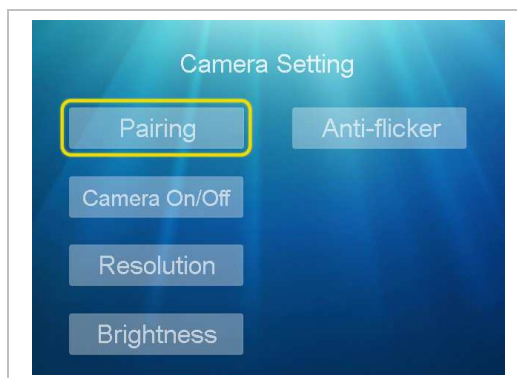 Camera Setting
Pairing
Anti-flicker
Camera On/Off
Resolution
Brightness